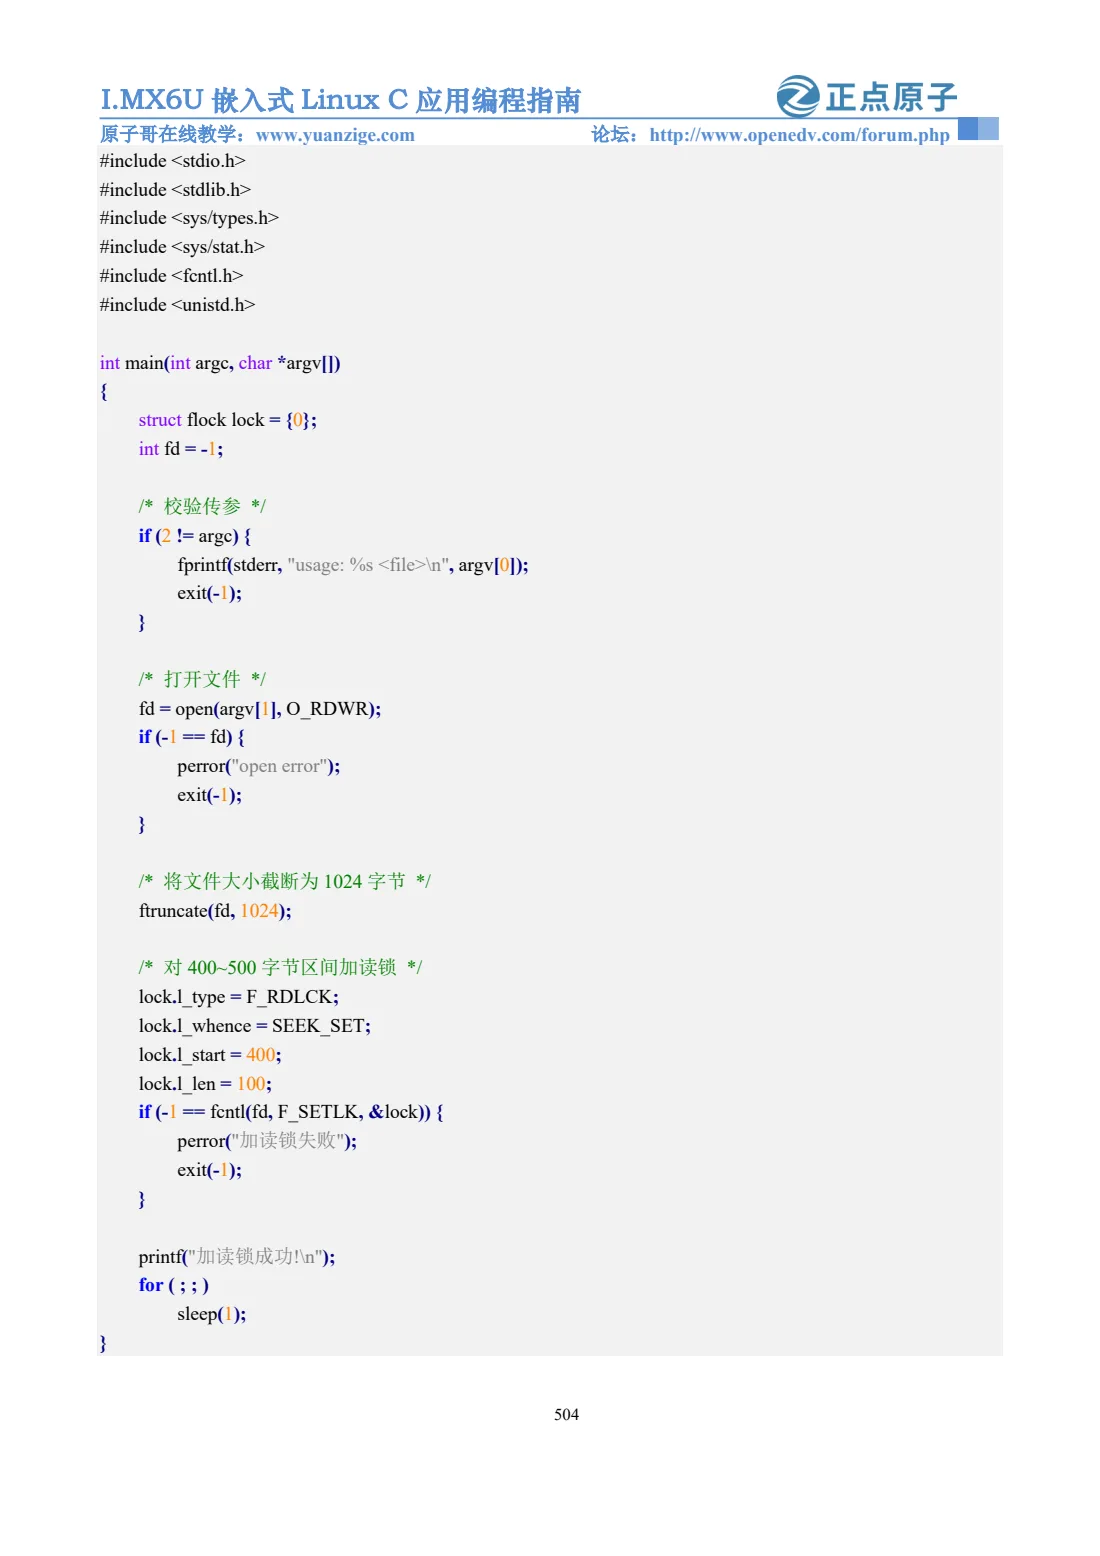 I.MX6U 嵌入式 Linux C 应用编程指南
正点原子
原子哥在线教学：www.yuanzige.com 论坛：http://www.openedv.com/forum.php
#include <stdio.h>
#include <stdlib.h>
#include <sys/types.h>
#include <sys/stat.h>
#include <fcntl.h>
#include <unistd.h>
int main(int argc, char *argv[])
{
struct flock lock = {0};
int fd = -1;
/* 校验传参 */
if (2 != argc) {
fprintf(stderr, "usage: %s <file>\n", argv[0]);
exit(-1);
}
/* 打开文件 */
fd = open(argv[1], O_RDWR);
if (-1 == fd) {
perror("open error");
exit(-1);
}
/* 将文件大小截断为 1024 字节 */
ftruncate(fd, 1024);
/* 对 400~500 字节区间加读锁 */
lock.l_type = F_RDLCK;
lock.l_whence = SEEK_SET;
lock.l_start = 400;
lock.l_len = 100;
if (-1 == fcntl(fd, F_SETLK, &lock)) {
perror("加读锁失败");
exit(-1);
}
printf("加读锁成功!\n");
for ( ; ; )
sleep(1);
}
504